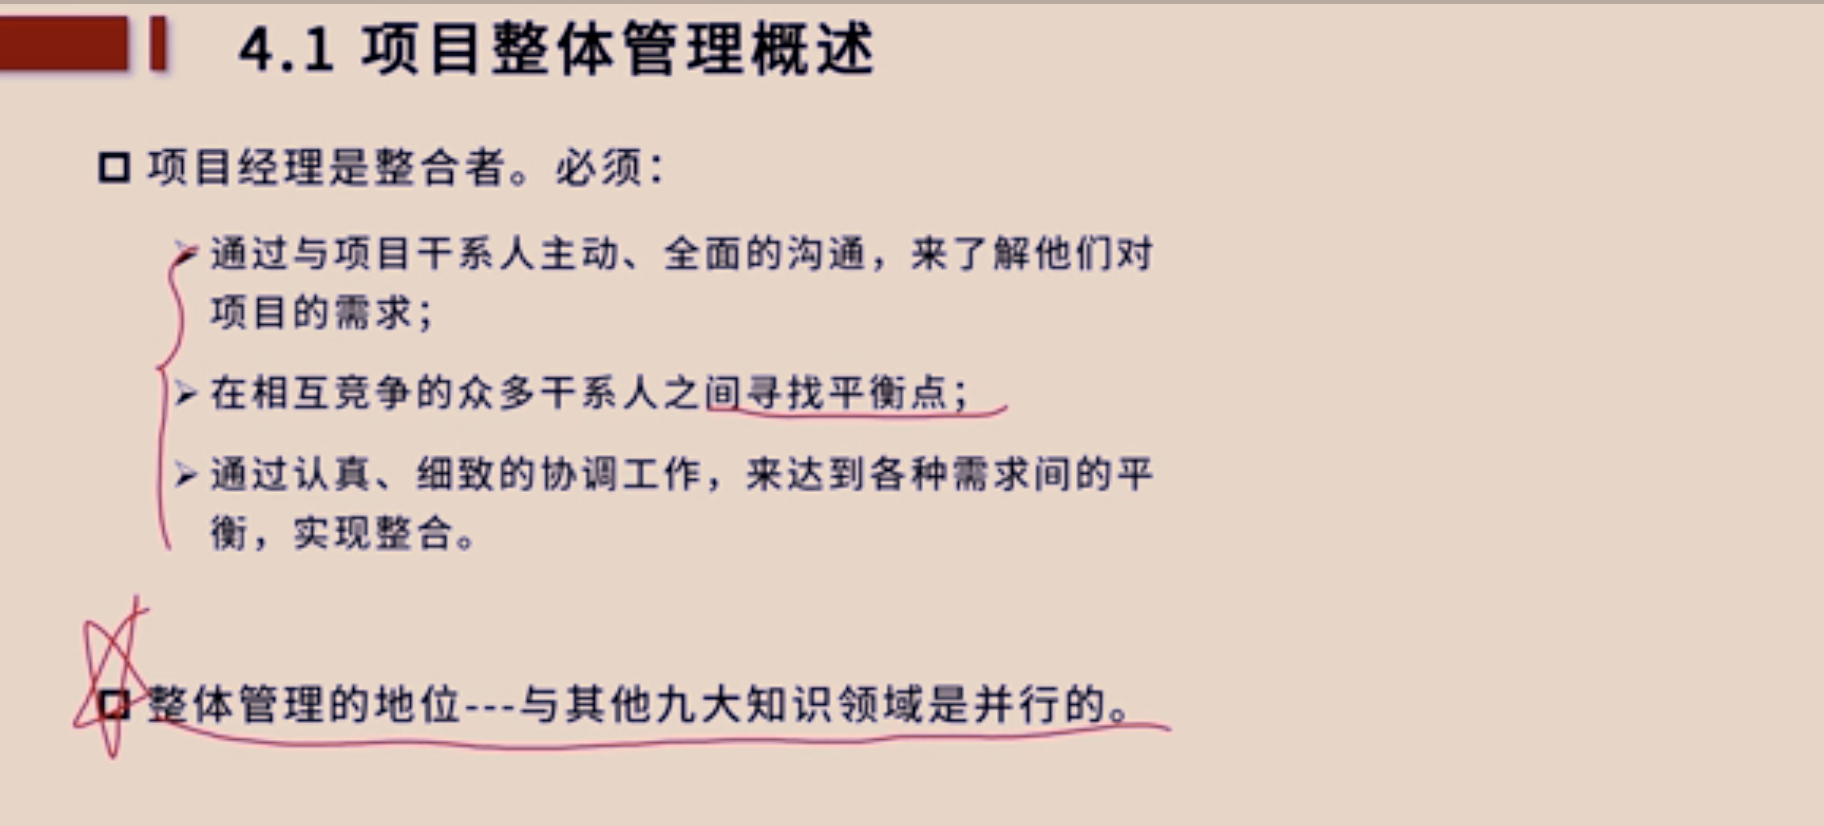 4.1 项目整体管理概述
项目经理是整合者。必须：
通过与项目干系人主动、全面的沟通，来了解他们对
项目的需求；
在相互竞争的众多干系人之间寻找平衡点；
通过认真、细致的协调工作，来达到各种需求间的平
衡，实现整合。
整体管理的地位---与其他九大知识领域是并行的。